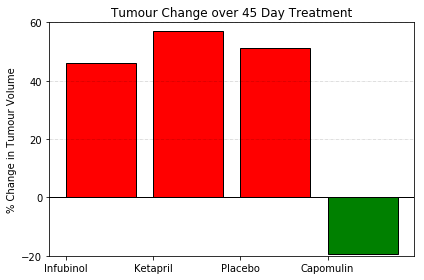 Tumour Change over 45 Day Treatment
% Change in Tumour Volume
60
40
20
0
−20
Infubinol Ketapril Placebo Capomulin